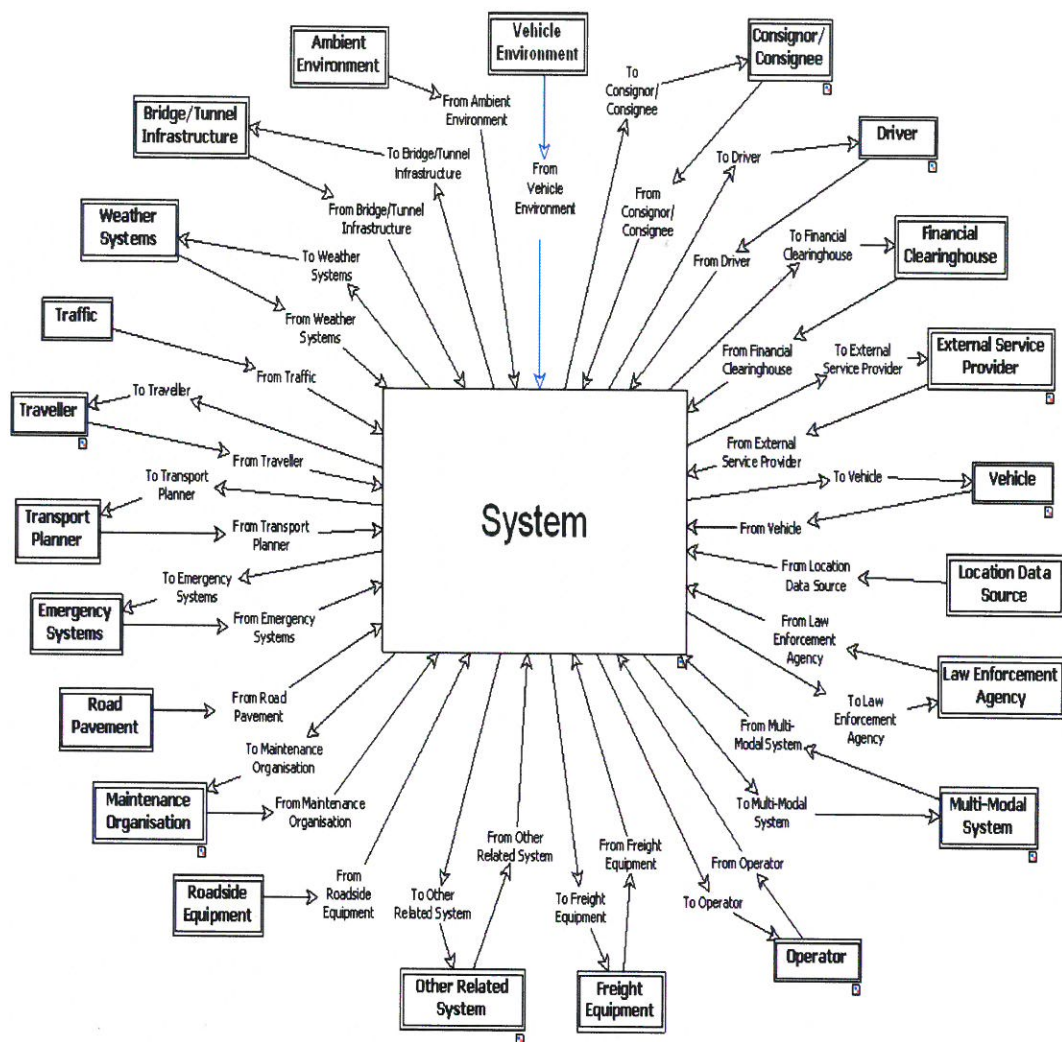 Ambient
Environment
Vehicle
Environment
Consignor/
Consignee
To
Consignor/
Consignee
From Ambient
Environment
Bridge/Tunnel
Infrastructure
To Bridge/Tunnel
Infrastructure
From
Vehicle
Environment
From
Consignor/
Consignee
To Driver
Driver
From Bridge/Tunnel
Infrastructure
Weather
Systems
To Weather
Systems
From Driver
To Financial
Clearinghouse
Financial
Clearinghouse
Traffic
From Weather
Systems
From Traffic
From Financial
Clearinghouse
To External
Service Provider
External Service
Provider
Traveller
To Traveller
From Traveller
From External
Service Provider
To Transport
Planner
Transport
Planner
From Transport
Planner
System
To Vehicle
Vehicle
From Vehicle
To Emergency
Systems
Emergency
Systems
From Emergency
Systems
From Location
Data Source
Location Data
Source
From Law
Enforcement
Agency
Law Enforcement
Agency
To Law
Enforcement
Agency
Road
Pavement
From Road
Pavement
To Maintenance
Organisation
Maintenance
Organisation
From Maintenance
Organisation
From Multi-
Modal System
To Multi-Modal
System
Multi-Modal
System
Roadside
Equipment
From
Roadside
Equipment
To Other
Related System
From Other
Related System
From Freight
Equipment
To Freight
Equipment
From Operator
To Operator
Operator
Other Related
System
Freight
Equipment